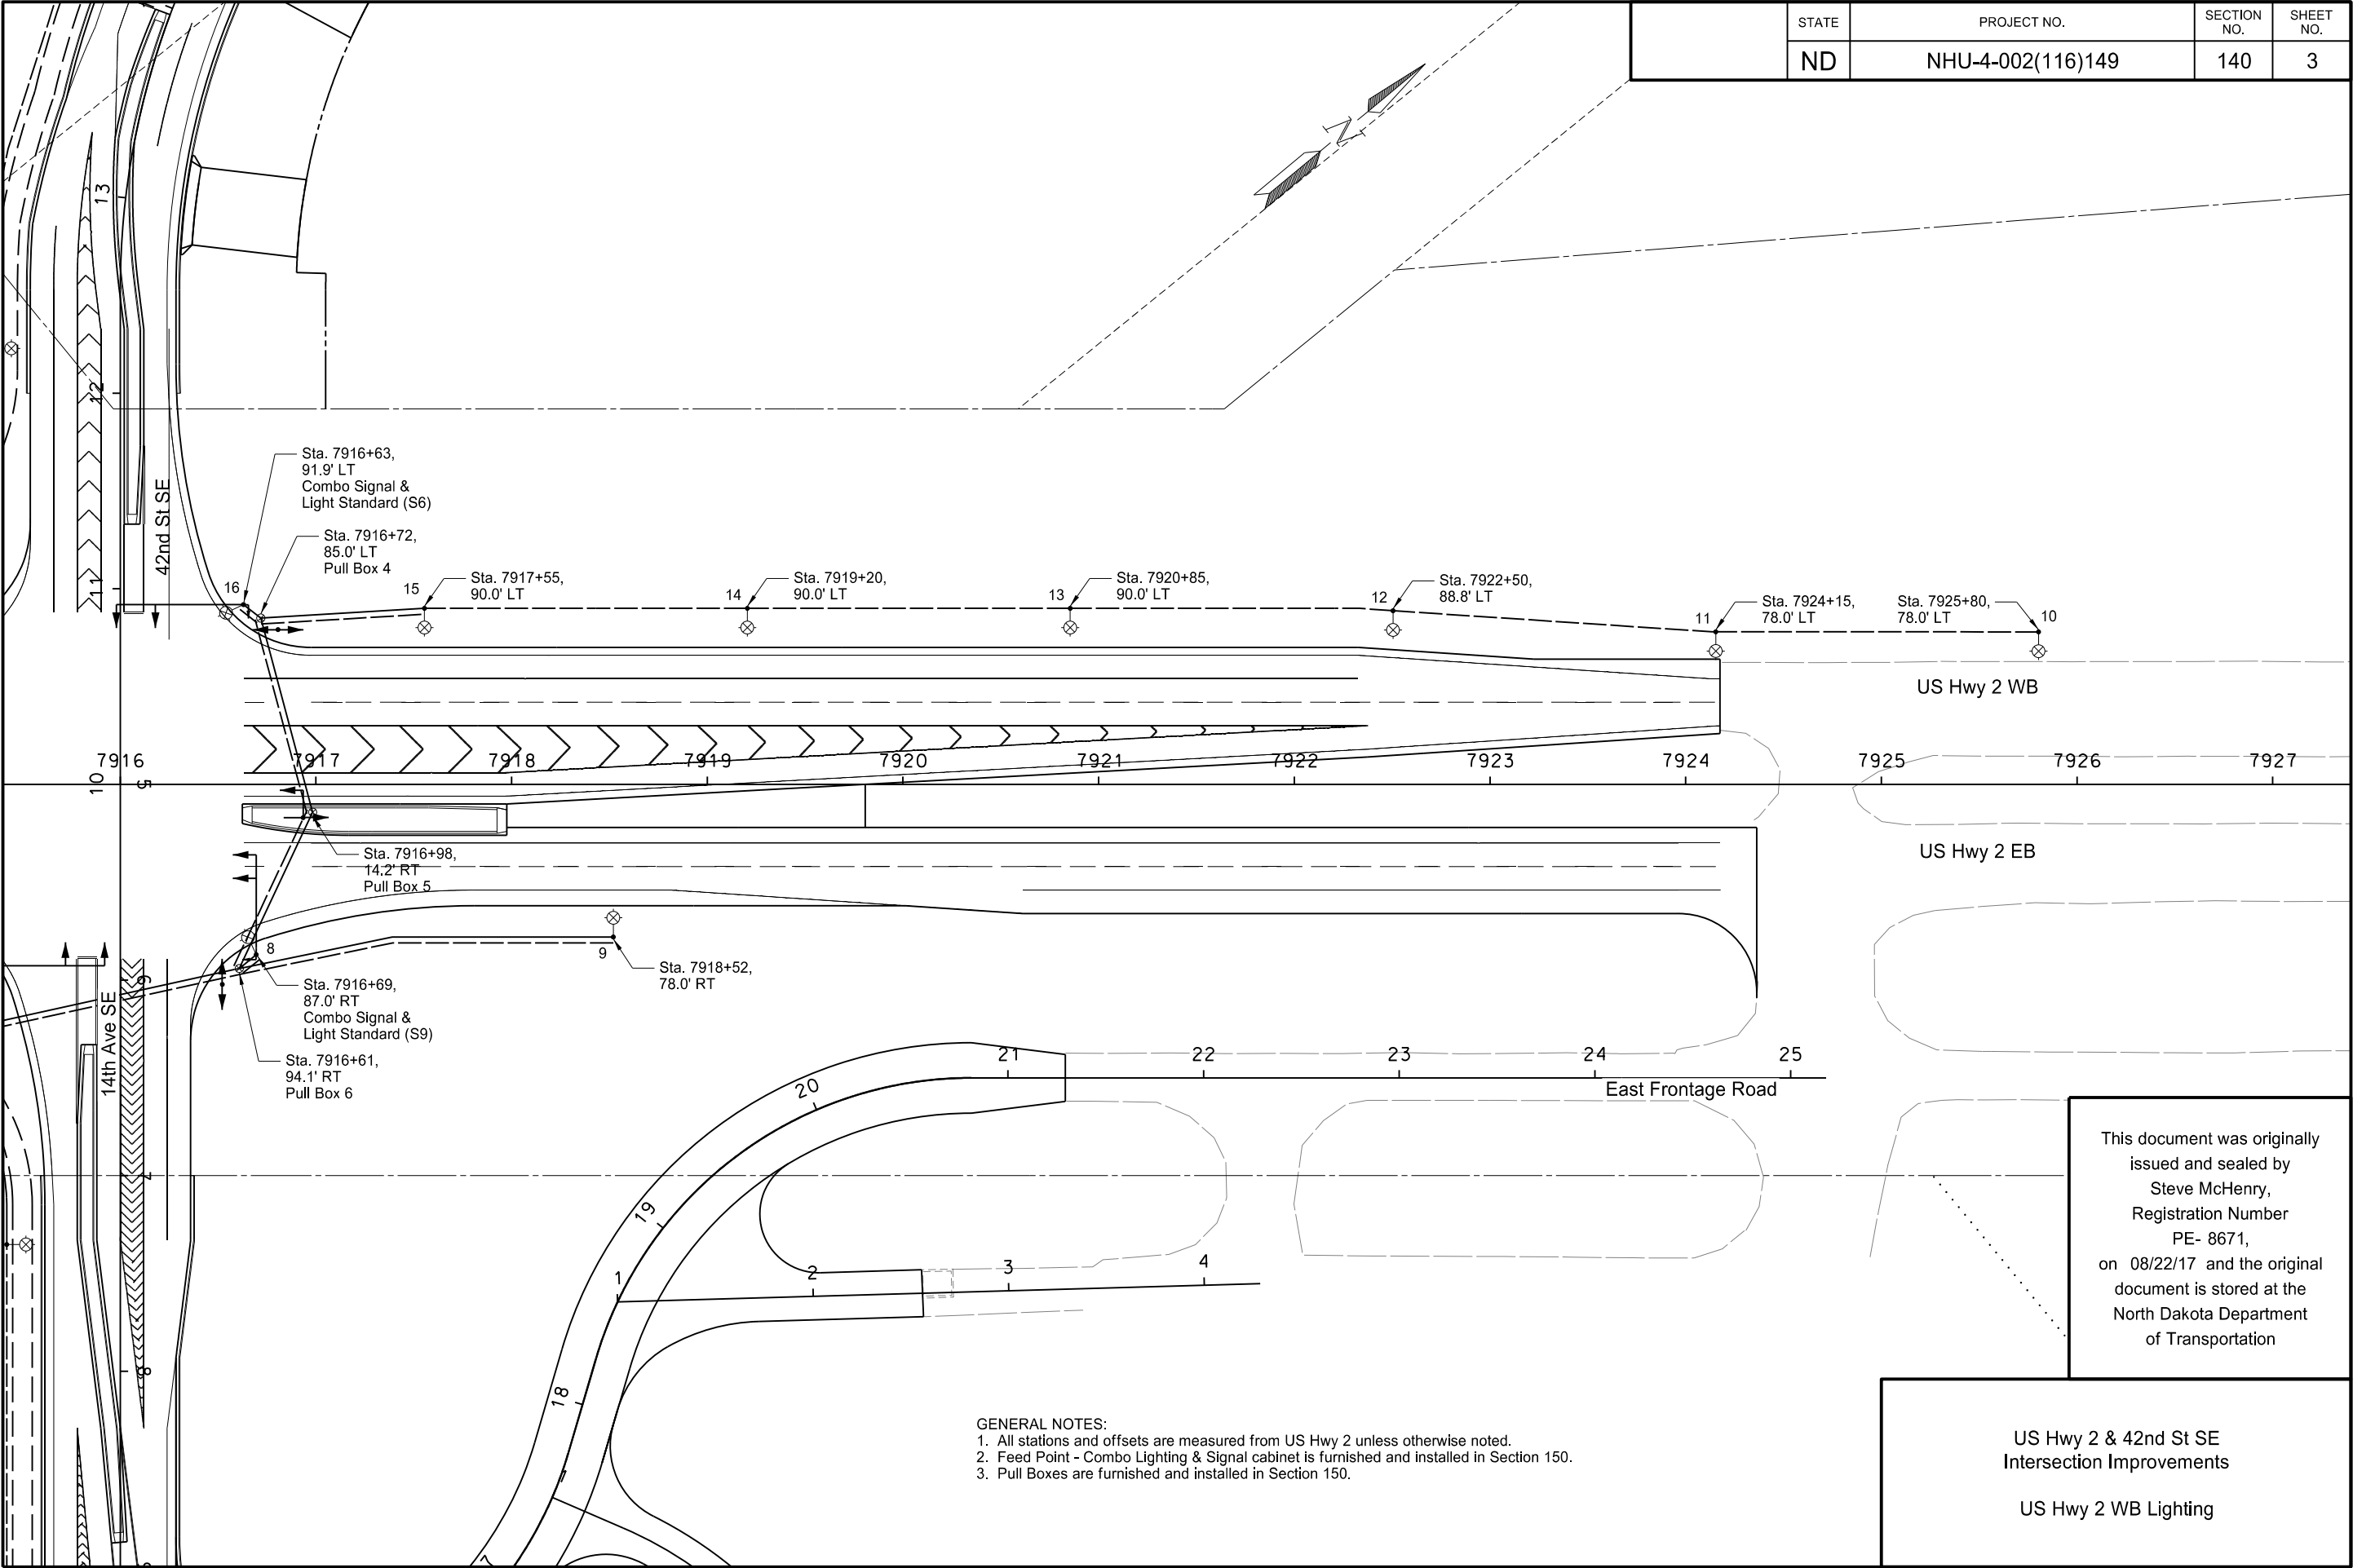 STATE
PROJECT NO.
SECTION
NO.
SHEET
NO.
ND
NHU-4-002(116)149
140
3
N
13
12
11
42nd St SE
Sta. 7916+63,
91.9' LT
Combo Signal &
Light Standard (S6)
Sta. 7916+72,
85.0' LT
Pull Box 4
16
15
Sta. 7917+55,
90.0' LT
14
Sta. 7919+20,
90.0' LT
13
Sta. 7920+85,
90.0' LT
12
Sta. 7922+50,
88.8' LT
11
Sta. 7924+15,
78.0' LT
Sta. 7925+80,
78.0' LT
10
US Hwy 2 WB
7916
7917
7918
7919
7920
7921
7922
7923
7924
7925
7926
7927
10
5
US Hwy 2 EB
Sta. 7916+98,
14.2' RT
Pull Box 5
8
9
Sta. 7918+52,
78.0' RT
Sta. 7916+69,
87.0' RT
Combo Signal &
Light Standard (S9)
Sta. 7916+61,
94.1' RT
Pull Box 6
14th Ave SE
6
7
8
21
22
23
24
25
East Frontage Road
20
19
18
1
2
3
4
This document was originally
issued and sealed by
Steve McHenry,
Registration Number
PE- 8671,
on 08/22/17 and the original
document is stored at the
North Dakota Department
of Transportation
GENERAL NOTES:
1. All stations and offsets are measured from US Hwy 2 unless otherwise noted.
2. Feed Point - Combo Lighting & Signal cabinet is furnished and installed in Section 150.
3. Pull Boxes are furnished and installed in Section 150.
US Hwy 2 & 42nd St SE
Intersection Improvements
US Hwy 2 WB Lighting